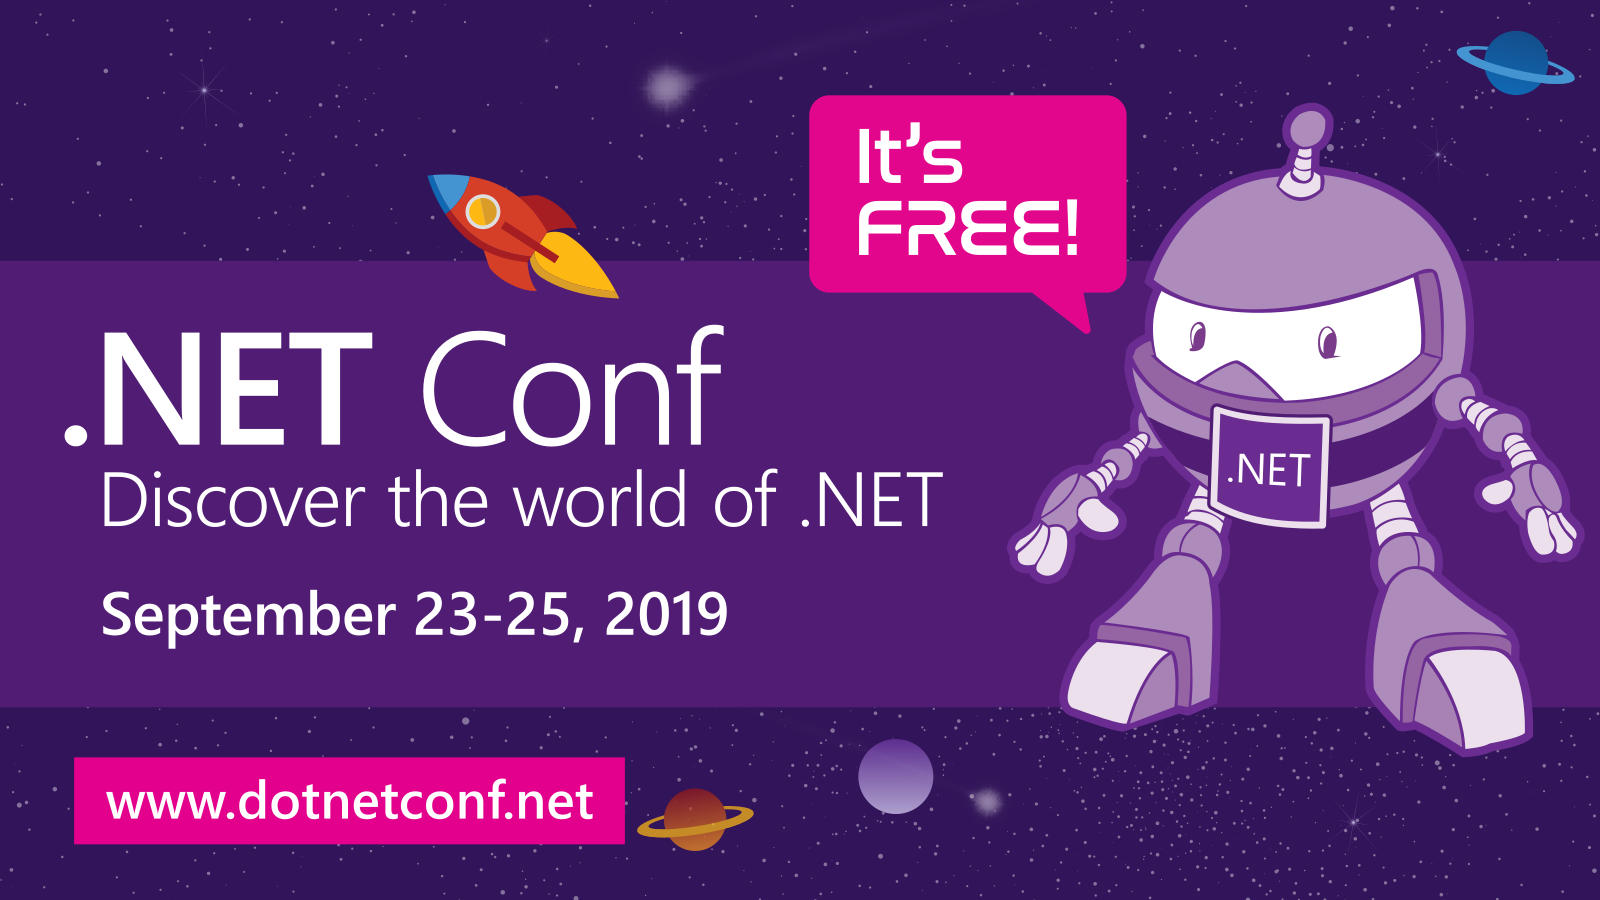 It's
FREE!
.NET Conf
Discover the world of .NET
.NET
September 23-25, 2019
www.dotnetconf.net